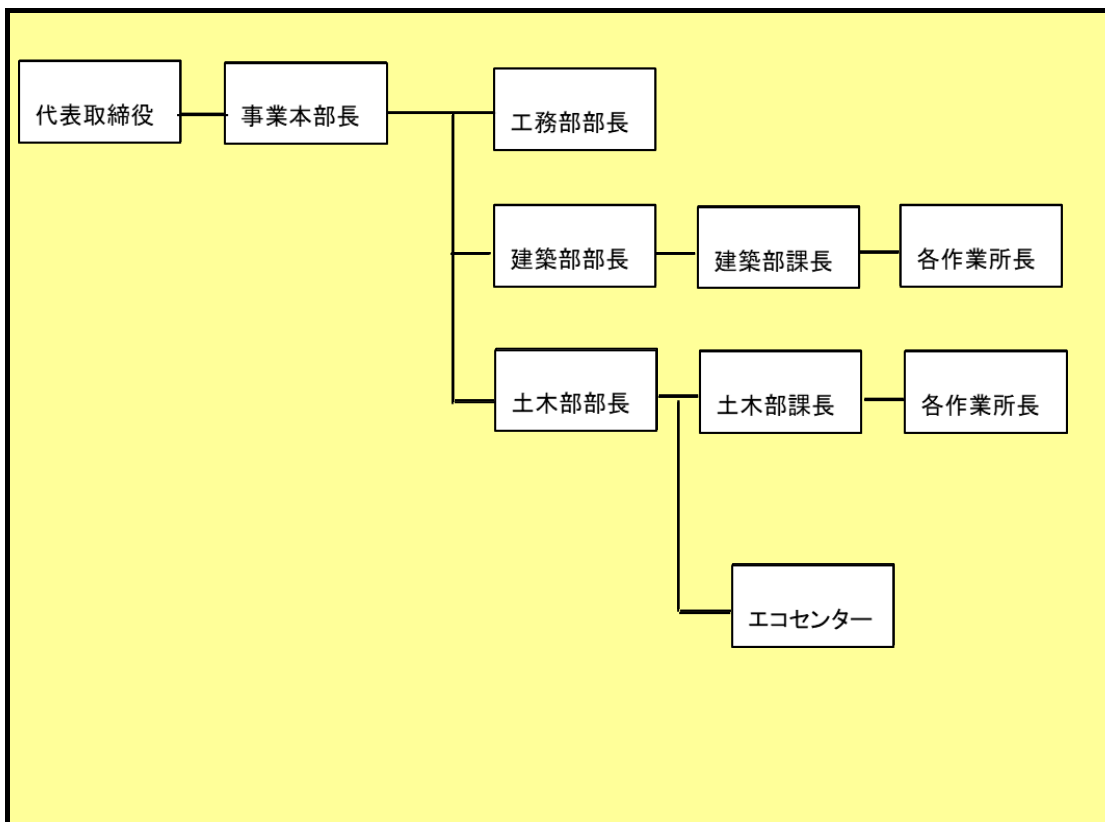 代表取締役
事業本部長
工務部部長
建築部部長
建築部課長
各作業所長
土木部部長
土木部課長
各作業所長
エコセンター